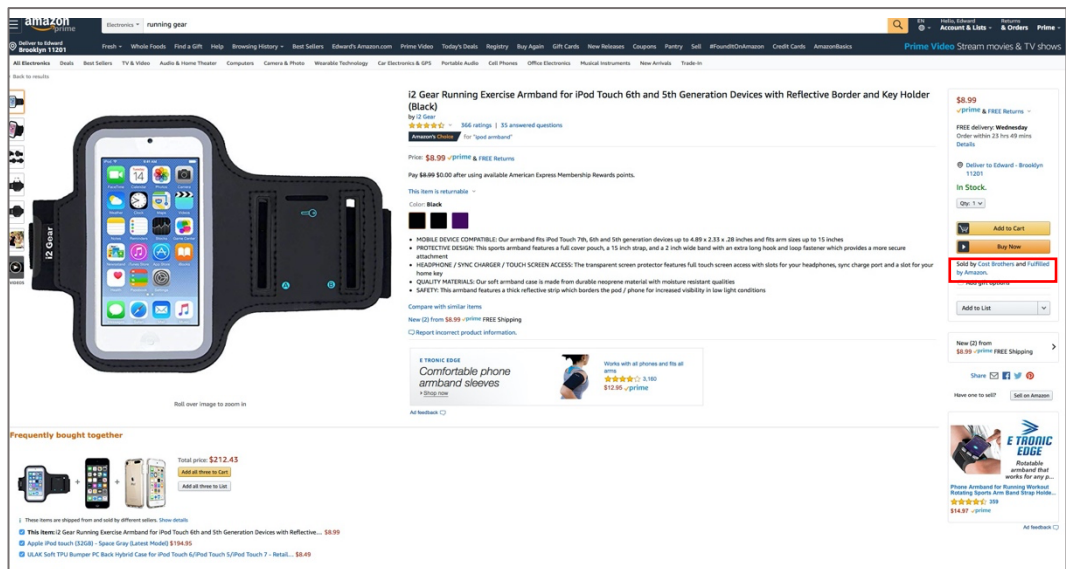 amazon
prime
Electronics running gear
EN Hello, Edward Returns
Account & Lists & Orders Prime
Deliver to Edward
Brooklyn 11201
Fresh Whole Foods Find a Gift Help Browsing History Best Sellers Edward's Amazon.com Prime Video Today's Deals Registry Buy Again Gift Cards New Releases Coupons Pantry Sell #FoundItOnAmazon Credit Cards AmazonBasics
Prime Video Stream movies & TV shows
All Electronics Deals Best Sellers TV & Video Audio & Home Theater Computers Camera & Photo Wearable Technology Car Electronics & GPS Portable Audio Cell Phones Office Electronics Musical Instruments New Arrivals Trade-In
Back to results
i2 Gear Running Exercise Armband for iPod Touch 6th and 5th Generation Devices with Reflective Border and Key Holder
(Black)
by i2 Gear
366 ratings | 35 answered questions
Amazon's Choice for "ipod armband"
Price: $8.99 prime & FREE Returns
Pay $8.99 $0.00 after using available American Express Membership Rewards points.
This item is returnable
Color: Black
• MOBILE DEVICE COMPATIBLE: Our armband fits iPod Touch 7th, 6th and 5th generation devices up to 4.89 x 2.33 x .28 inches and fits arm sizes up to 15 inches
• PROTECTIVE DESIGN: This sports armband features a full cover pouch, a 15 inch strap, and a 2 inch wide band with an extra long hook and loop fastener which provides a more secure
attachment
• HEADPHONE / SYNC CHARGER / TOUCH SCREEN ACCESS: The transparent screen protector features full touch screen access with slots for your headphones, sync charge port and a slot for your
home key
• QUALITY MATERIALS: Our soft armband case is made from durable neoprene material with moisture resistant qualities
• SAFETY: This armband features a thick reflective strip which borders the pod / phone for increased visibility in low light conditions
Compare with similar items
New (2) from $8.99 prime FREE Shipping
Report incorrect product information.
E TRONIC EDGE
Comfortable phone
armband sleeves
Shop now
Works with all phones and fits all
arms
3,160
$12.95 prime
Ad feedback
i2 Gear
A
B
Roll over image to zoom in
$8.99
prime & FREE Returns
FREE delivery: Wednesday
Order within 23 hrs 49 mins
Details
Deliver to Edward - Brooklyn
11201
In Stock.
Qty: 1
Add to Cart
Buy Now
Sold by Cost Brothers and Fulfilled
by Amazon.
Add gift options
Add to List
New (2) from
$8.99 prime FREE Shipping
Share
Have one to sell? Sell on Amazon
E TRONIC
EDGE
Rotatable
armband that
works for any p...
Phone Armband for Running Workout
Rotating Sports Arm Band Strap Holde...
$14.97 prime
Ad feedback
Frequently bought together
Total price: $212.43
Add all three to Cart
Add all three to List
These items are shipped from and sold by different sellers. Show details
This item: i2 Gear Running Exercise Armband for iPod Touch 6th and 5th Generation Devices with Reflective... $8.99
Apple iPod touch (32GB) - Space Gray (Latest Model) $194.95
ULAK Soft TPU Bumper PC Back Hybrid Case for iPod Touch 6/iPod Touch 5/iPod Touch 7 - Retail... $8.49